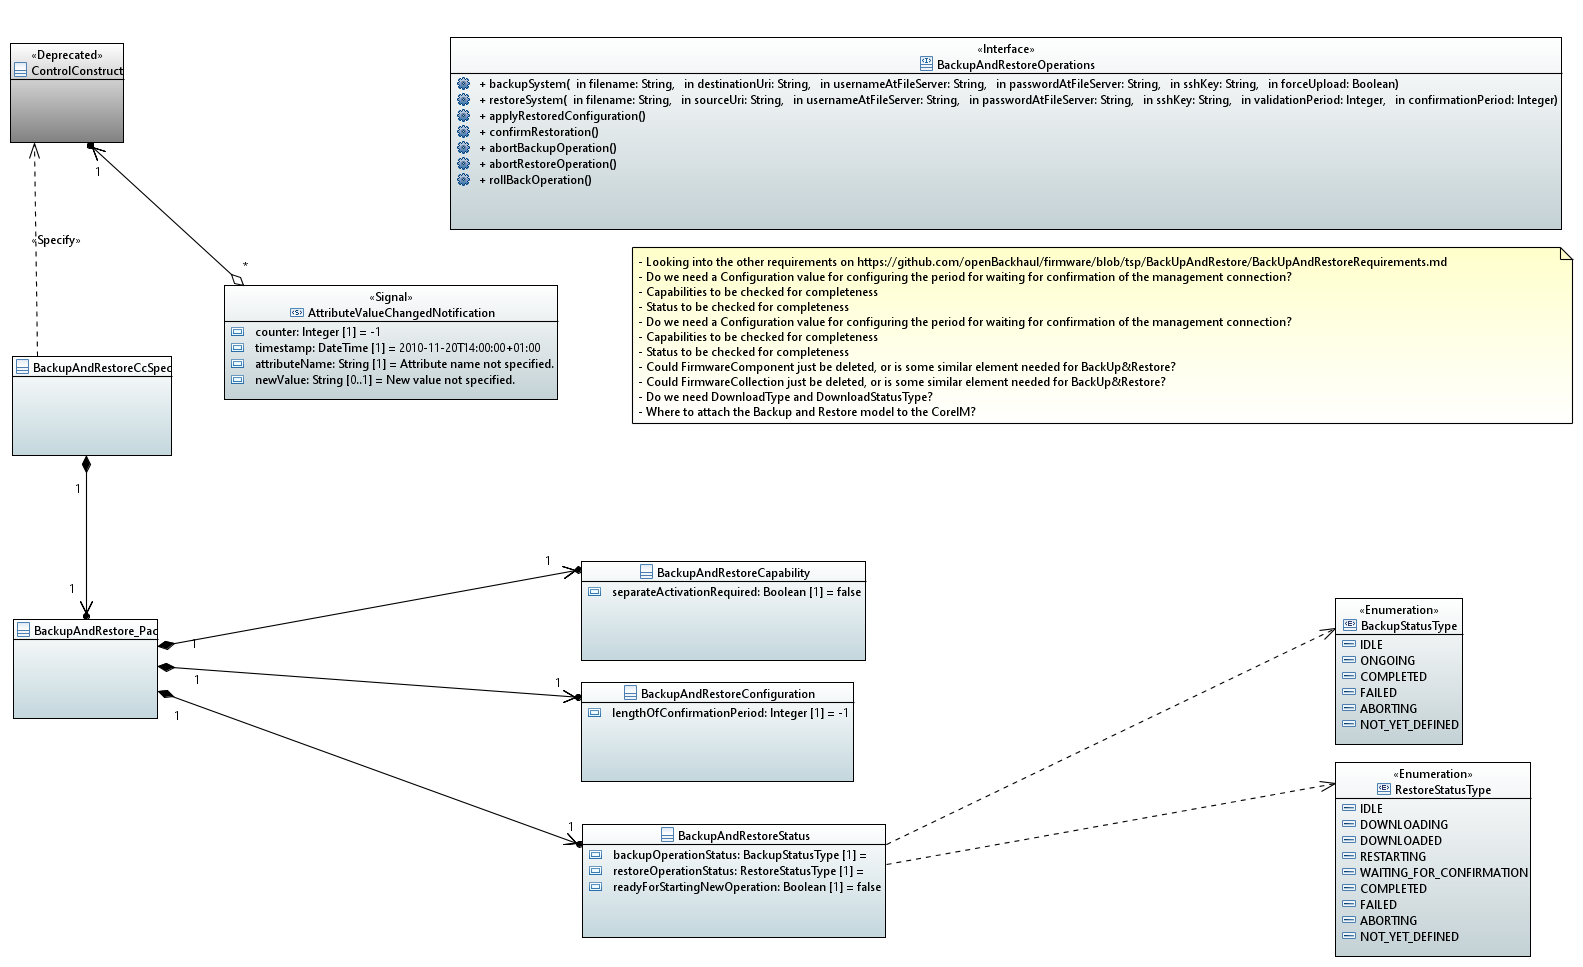 «Deprecated»
ControlConstruct
«Interface»
BackupAndRestoreOperations
+ backupSystem( in filename: String, in destinationUri: String, in usernameAtFileServer: String, in passwordAtFileServer: String, in sshKey: String, in forceUpload: Boolean)
+ restoreSystem( in filename: String, in sourceUri: String, in usernameAtFileServer: String, in passwordAtFileServer: String, in sshKey: String, in validationPeriod: Integer, in confirmationPeriod: Integer)
+ applyRestoredConfiguration()
+ confirmRestoration()
+ abortBackupOperation()
+ abortRestoreOperation()
+ rollBackOperation()
1
«Specify»
*
- Looking into the other requirements on https://github.com/openBackhaul/firmware/blob/tsp/BackUpAndRestore/BackUpAndRestoreRequirements.md
- Do we need a Configuration value for configuring the period for waiting for confirmation of the management connection?
- Capabilities to be checked for completeness
- Status to be checked for completeness
- Do we need a Configuration value for configuring the period for waiting for confirmation of the management connection?
- Capabilities to be checked for completeness
- Status to be checked for completeness
- Could FirmwareComponent just be deleted, or is some similar element needed for BackUp&Restore?
- Could FirmwareCollection just be deleted, or is some similar element needed for BackUp&Restore?
- Do we need DownloadType and DownloadStatusType?
- Where to attach the Backup and Restore model to the CoreIM?
«Signal»
AttributeValueChangedNotification
counter: Integer [1] = -1
timestamp: DateTime [1] = 2010-11-20T14:00:00+01:00
attributeName: String [1] = Attribute name not specified.
newValue: String [0..1] = New value not specified.
BackupAndRestoreCcSpec
1
1
BackupAndRestore_Pac
1
1
BackupAndRestoreCapability
separateActivationRequired: Boolean [1] = false
1
1
BackupAndRestoreConfiguration
lengthOfConfirmationPeriod: Integer [1] = -1
1
1
BackupAndRestoreStatus
backupOperationStatus: BackupStatusType [1] =
restoreOperationStatus: RestoreStatusType [1] =
readyForStartingNewOperation: Boolean [1] = false
«Enumeration»
BackupStatusType
IDLE
ONGOING
COMPLETED
FAILED
ABORTING
NOT_YET_DEFINED
«Enumeration»
RestoreStatusType
IDLE
DOWNLOADING
DOWNLOADED
RESTARTING
WAITING_FOR_CONFIRMATION
COMPLETED
FAILED
ABORTING
NOT_YET_DEFINED